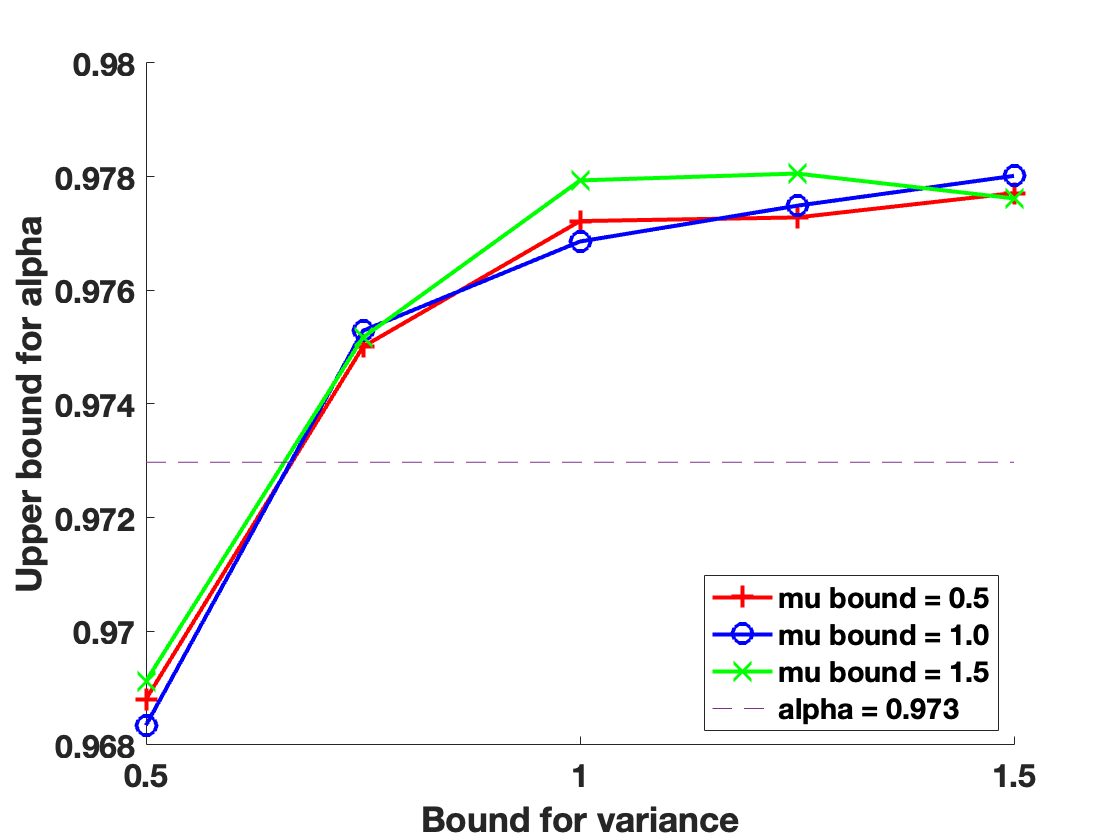 0.98
0.978
0.976
0.974
0.972
0.97
0.968
Upper bound for alpha
0.5
1
1.5
Bound for variance
mu bound = 0.5
mu bound = 1.0
mu bound = 1.5
alpha = 0.973